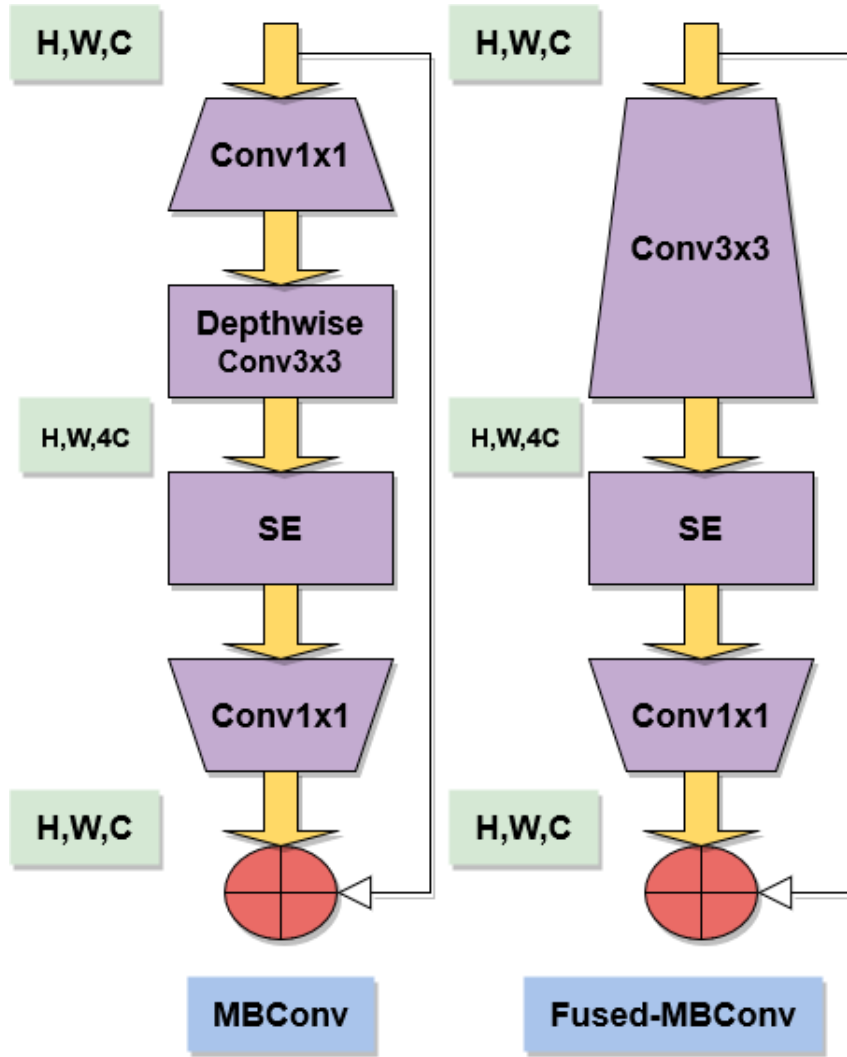 H,W,C
Conv1x1
Depthwise
Conv3x3
H,W,4C
SE
Conv1x1
H,W,C
MBConv
H,W,C
Conv3x3
H,W,4C
SE
Conv1x1
H,W,C
Fused-MBConv